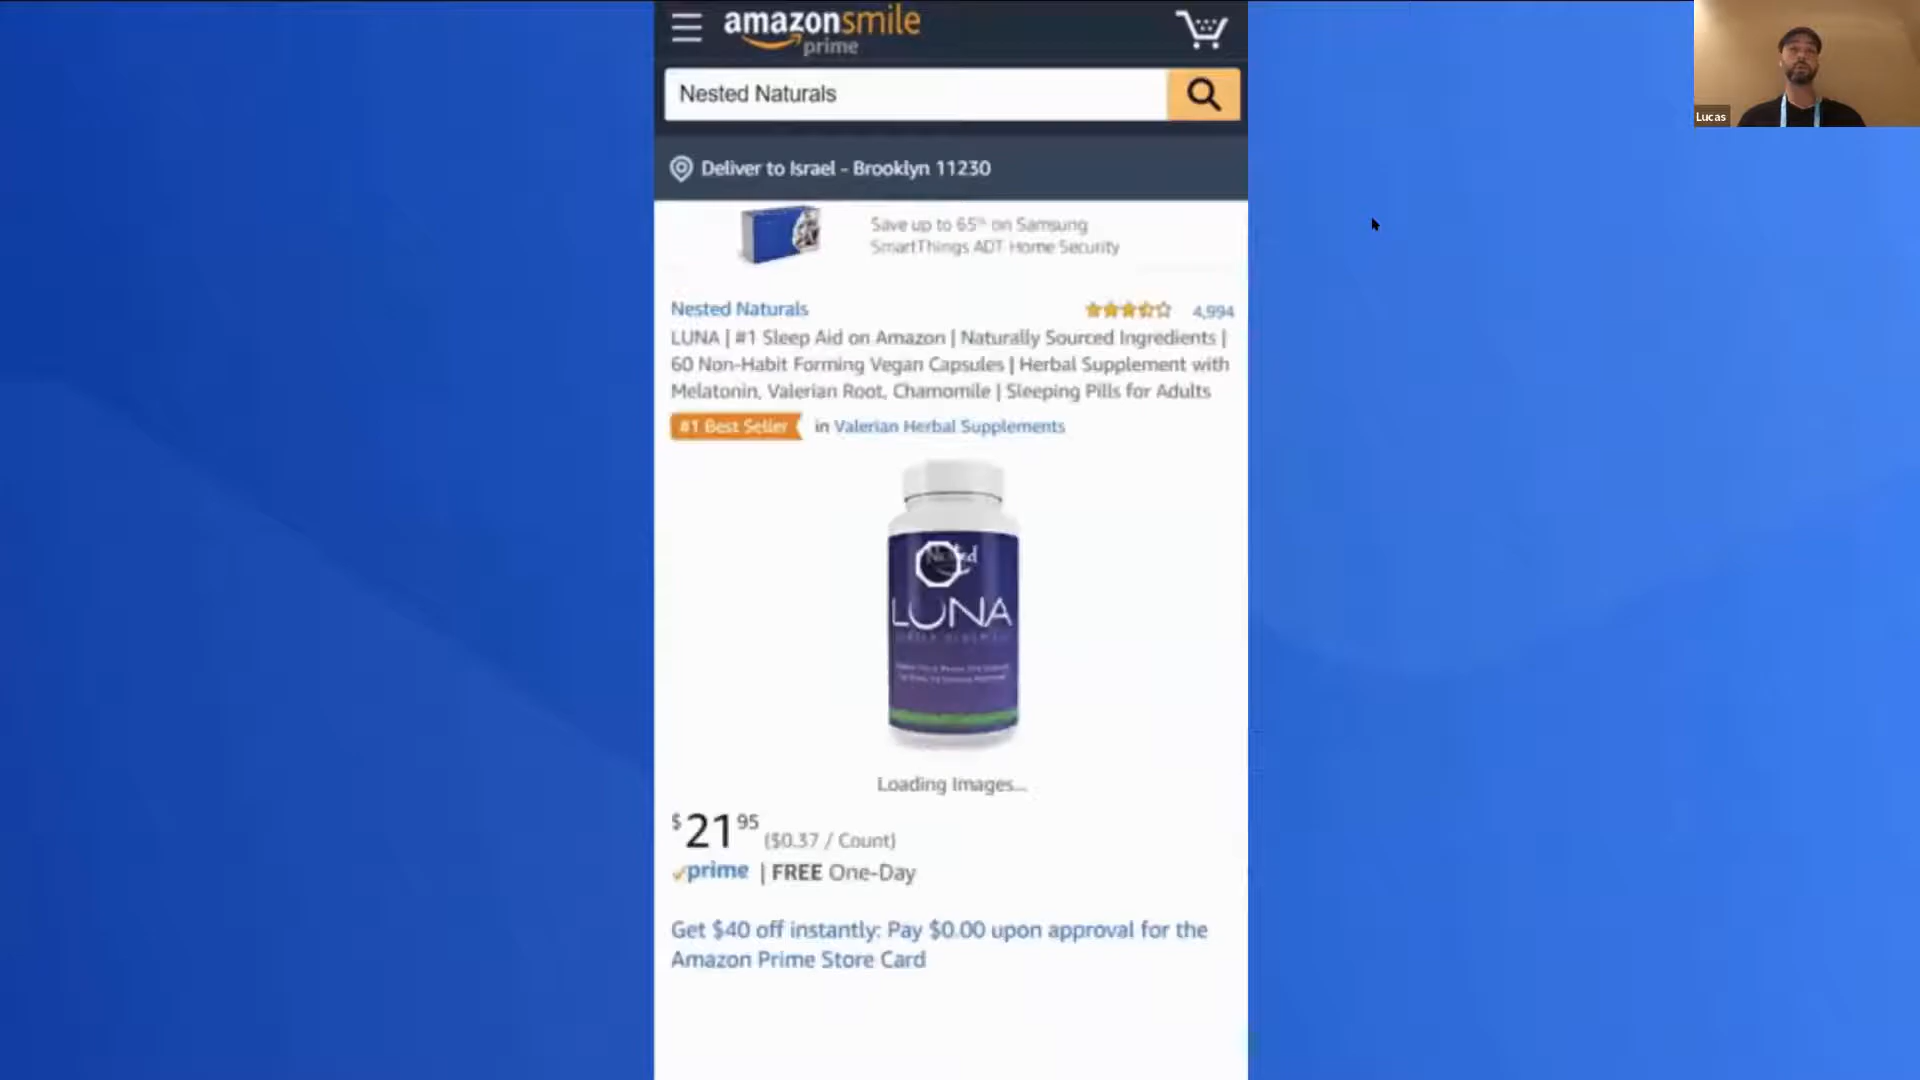 amazonsmile
prime
Nested Naturals
Lucas
Deliver to Israel - Brooklyn 11230
Save up to 65% on Samsung
SmartThings ADT Home Security
Nested Naturals
4,994
LUNA | #1 Sleep Aid on Amazon | Naturally Sourced Ingredients |
60 Non-Habit Forming Vegan Capsules | Herbal Supplement with
Melatonin, Valerian Root, Chamomile | Sleeping Pills for Adults
#1 Best Seller in Valerian Herbal Supplements
LUNA
Loading Images...
$21 95 ($0.37 / Count)
prime | FREE One-Day
Get $40 off instantly: Pay $0.00 upon approval for the
Amazon Prime Store Card